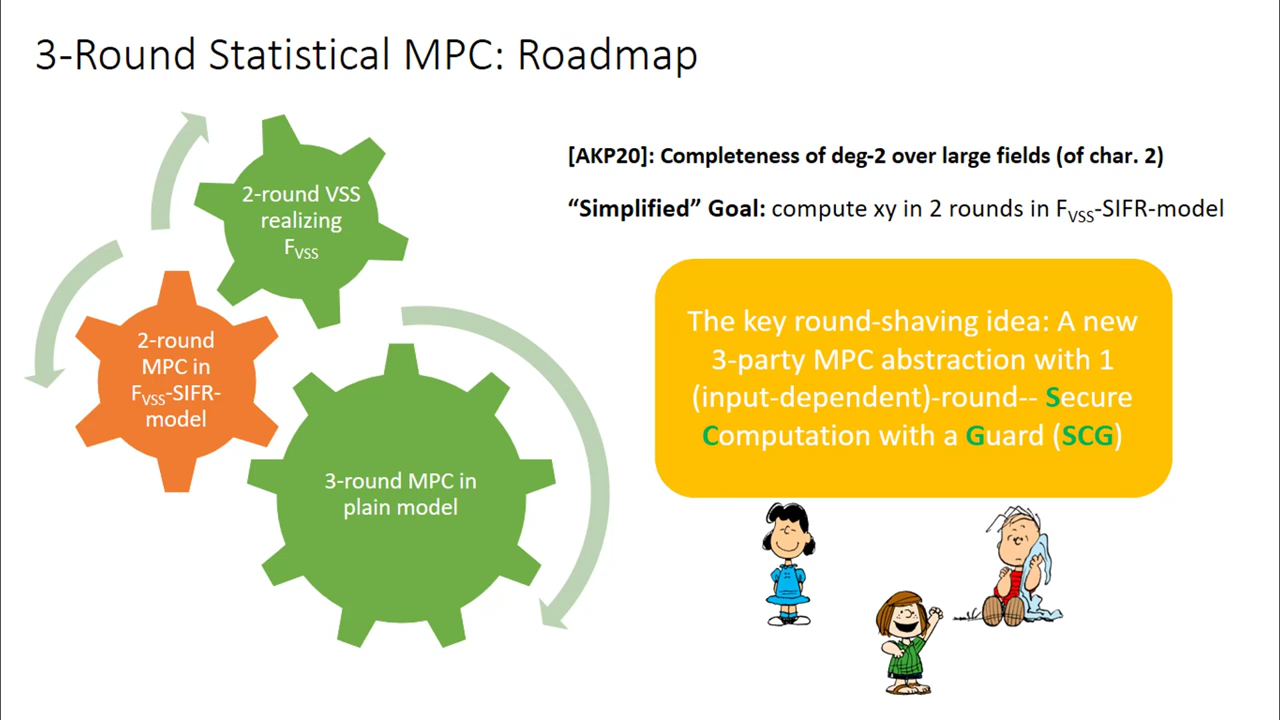 3-Round Statistical MPC: Roadmap
2-round VSS
realizing
F_VSS
2-round
MPC in
F_VSS-SIFR-
model
3-round MPC in
plain model
[AKP20]: Completeness of deg-2 over large fields (of char. 2)
“Simplified” Goal: compute xy in 2 rounds in F_VSS-SIFR-model
The key round-shaving idea: A new
3-party MPC abstraction with 1
(input-dependent)-round-- Secure
Computation with a Guard (SCG)